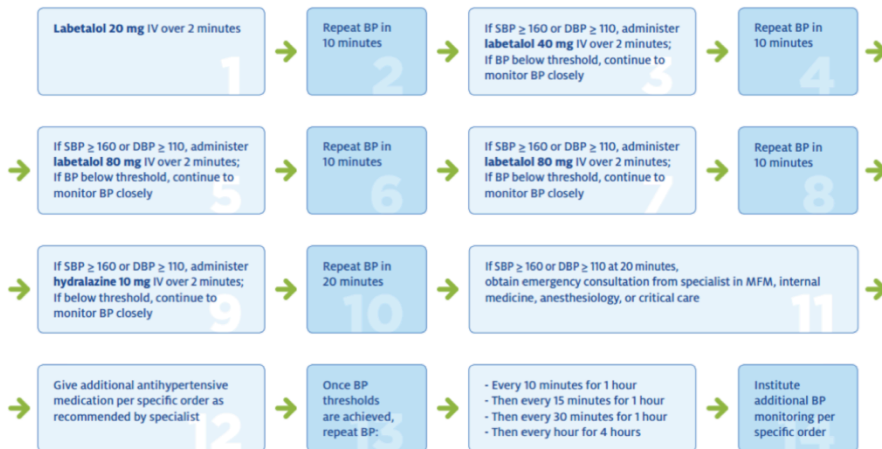 Labetalol 20 mg IV over 2 minutes
1
Repeat BP in
10 minutes
2
If SBP ≥ 160 or DBP ≥ 110, administer
labetalol 40 mg IV over 2 minutes;
If BP below threshold, continue to
monitor BP closely
3
Repeat BP in
10 minutes
4
If SBP ≥ 160 or DBP ≥ 110, administer
labetalol 80 mg IV over 2 minutes;
If BP below threshold, continue to
monitor BP closely
5
Repeat BP in
10 minutes
6
If SBP ≥ 160 or DBP ≥ 110, administer
labetalol 80 mg IV over 2 minutes;
If BP below threshold, continue to
monitor BP closely
7
Repeat BP in
10 minutes
8
If SBP ≥ 160 or DBP ≥ 110, administer
hydralazine 10 mg IV over 2 minutes;
If below threshold, continue to
monitor BP closely
9
Repeat BP in
20 minutes
10
If SBP ≥ 160 or DBP ≥ 110 at 20 minutes,
obtain emergency consultation from specialist in MFM, internal
medicine, anesthesiology, or critical care
11
Give additional antihypertensive
medication per specific order as
recommended by specialist
12
Once BP
thresholds
are achieved,
repeat BP:
13
- Every 10 minutes for 1 hour
- Then every 15 minutes for 1 hour
- Then every 30 minutes for 1 hour
- Then every hour for 4 hours
Institute
additional BP
monitoring per
specific order
14